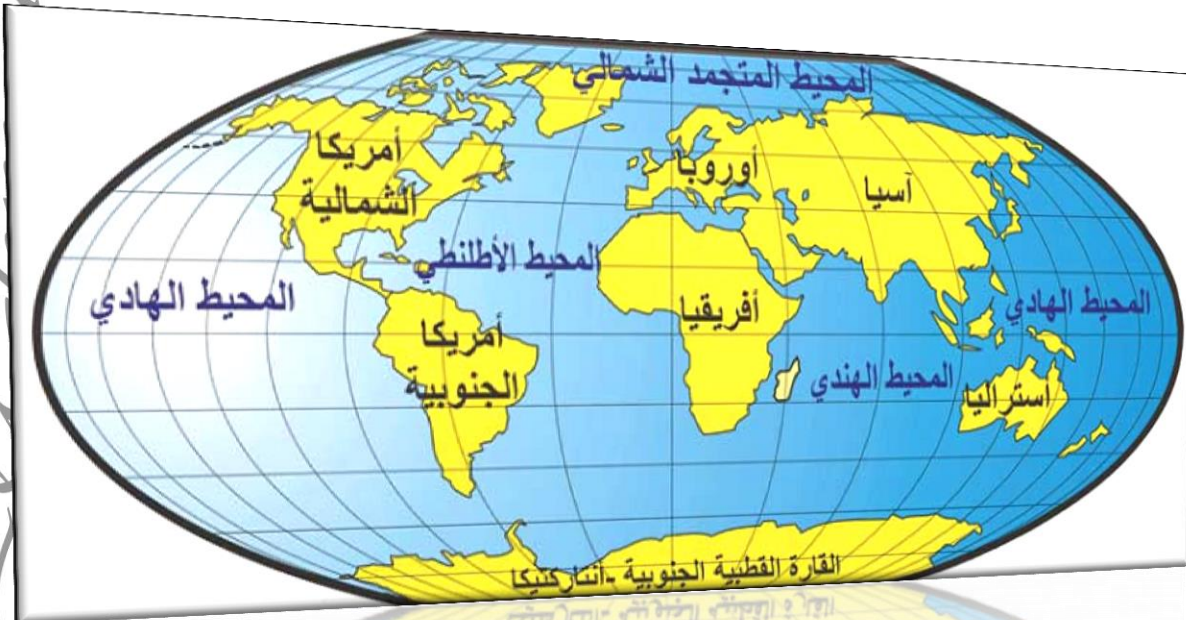 المحيط المتجمد الشمالي
أمريكا
الشمالية
أوروبا
آسيا
المحيط الأطلنطي
المحيط الهادي
أفريقيا
المحيط الهادي
أمريكا
الجنوبية
المحيط الهندي
استراليا
القارة القطبية الجنوبية -انتاركتيكا